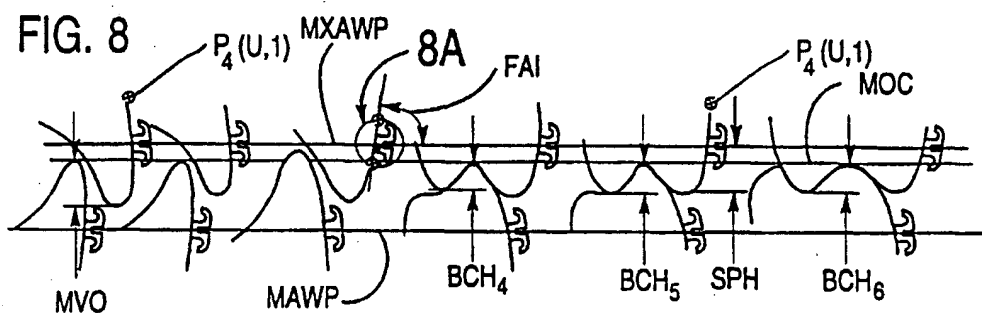 FIG. 8
P4 (U,1)
MXAWP
8A
FAI
P4 (U,1)
MOC
MVO
MAWP
BCH4
BCH5
SPH
BCH6